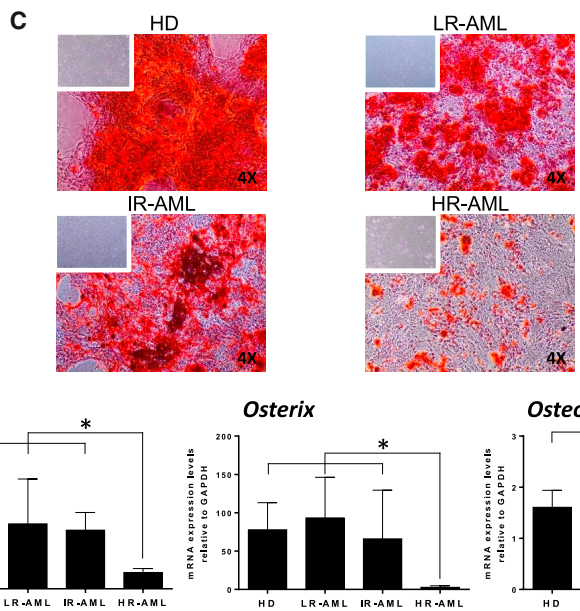 C
HD
LR-AML
4X
4X
IR-AML
HR-AML
4X
4X
*
LR-AML IR-AML HR-AML
Osterix
mRNA expression levels
relative to GAPDH
200
150
100
50
0
*
HD LR-AML IR-AML HR-AML
mRNA expression levels
relative to GAPDH
3
2
1
0
HD